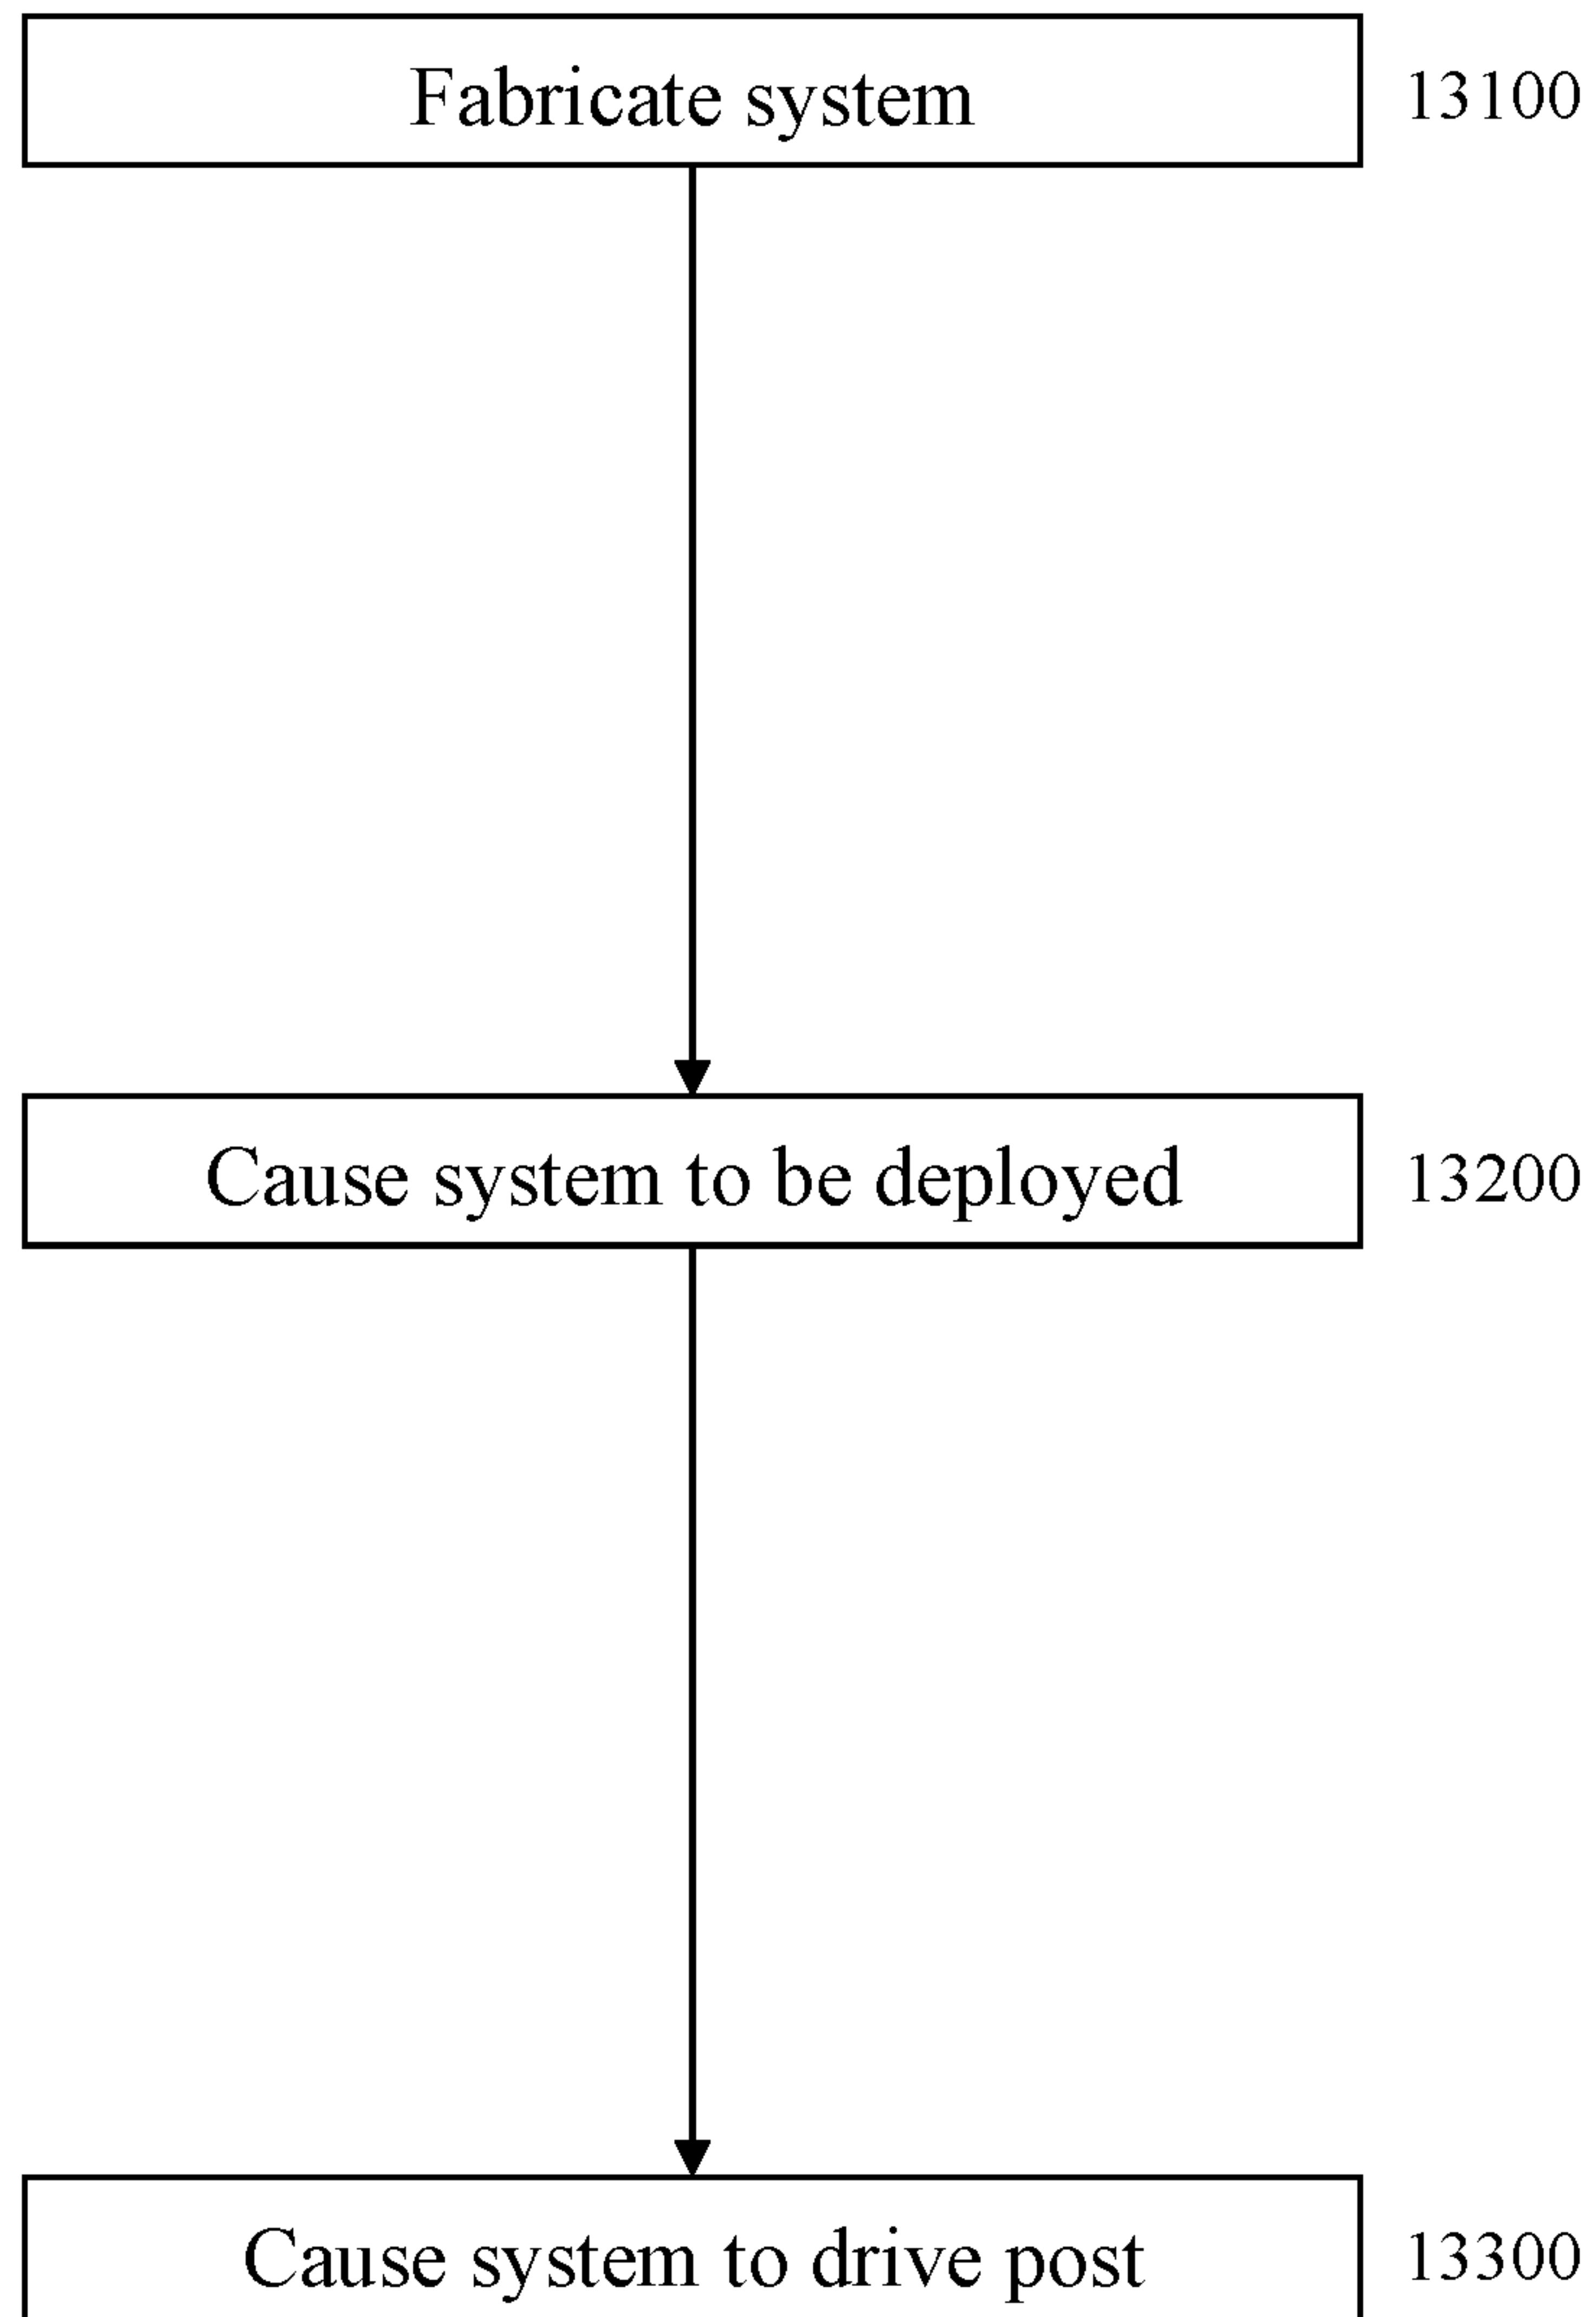 Fabricate system 13100
Cause system to be deployed 13200
Cause system to drive post 13300